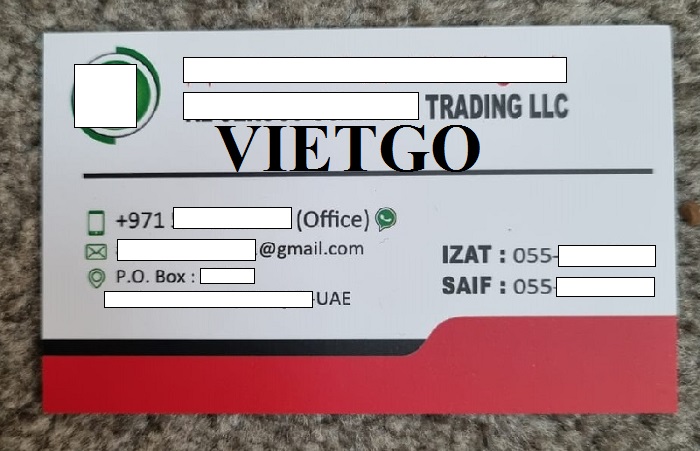 TRADING LLC
VIETGO
+971 (Office)
@gmail.com
P.O. Box :
-UAE
IZAT : 055-
SAIF : 055-